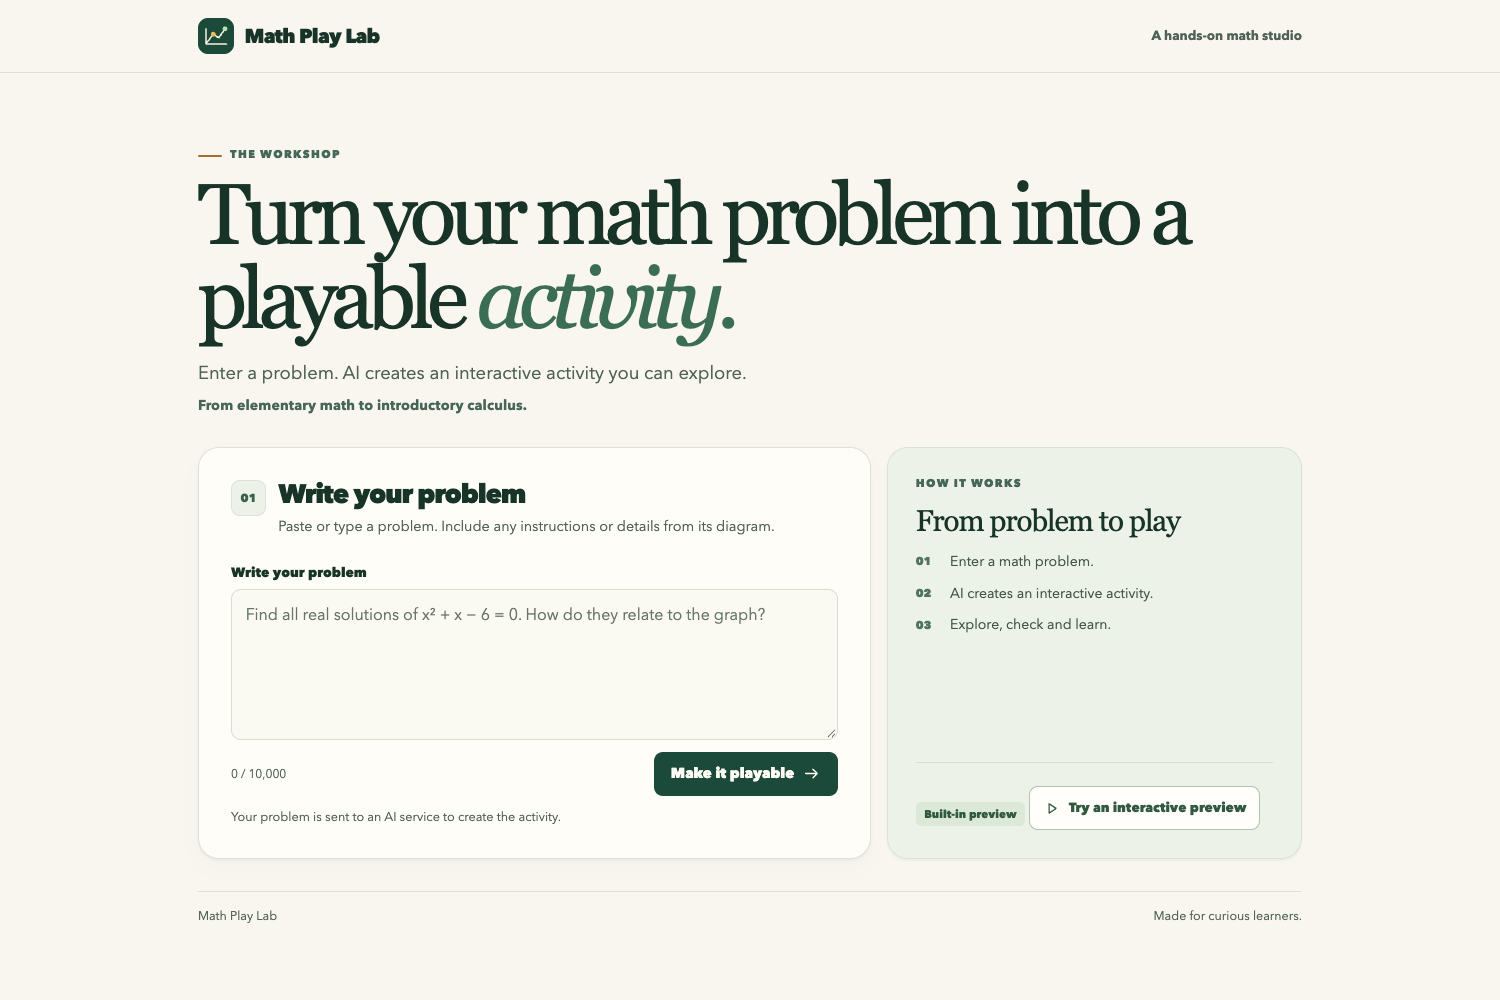 Math Play Lab
A hands-on math studio
THE WORKSHOP
Turn your math problem into a
playable activity.
Enter a problem. AI creates an interactive activity you can explore.
From elementary math to introductory calculus.
01
Write your problem
Paste or type a problem. Include any instructions or details from its diagram.
Write your problem
Find all real solutions of x² + x − 6 = 0. How do they relate to the graph?
0 / 10,000
Make it playable →
Your problem is sent to an AI service to create the activity.
HOW IT WORKS
From problem to play
01 Enter a math problem.
02 AI creates an interactive activity.
03 Explore, check and learn.
Built-in preview
Try an interactive preview
Math Play Lab
Made for curious learners.